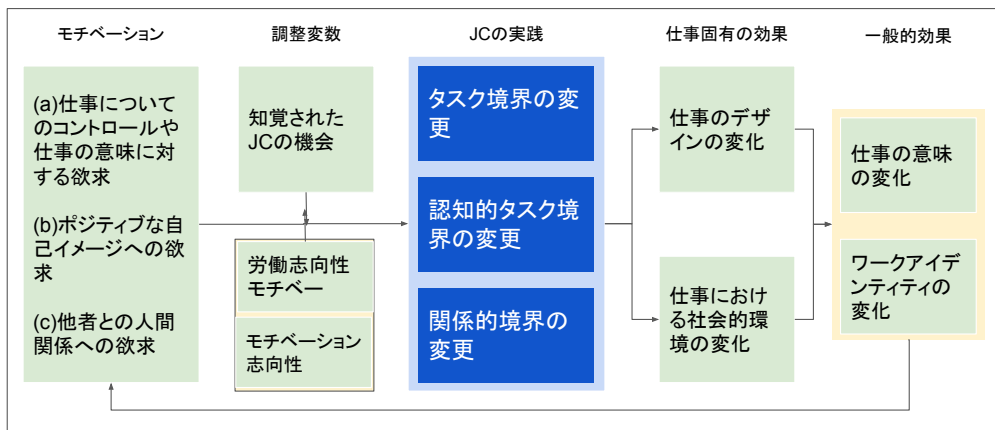 モチベーション
調整変数
JCの実践
仕事固有の効果
一般的効果
(a)仕事について
のコントロールや
仕事の意味に対
する欲求
(b)ポジティブな自
己イメージへの欲
求
(c)他者との人間
関係への欲求
知覚された
JCの機会
労働志向性
モチベー
モチベーション
志向性
タスク境界の変
更
認知的タスク境
界の変更
関係的境界の
変更
仕事のデザ
インの変化
仕事におけ
る社会的環
境の変化
仕事の意味
の変化
ワークアイデ
ンティティの
変化